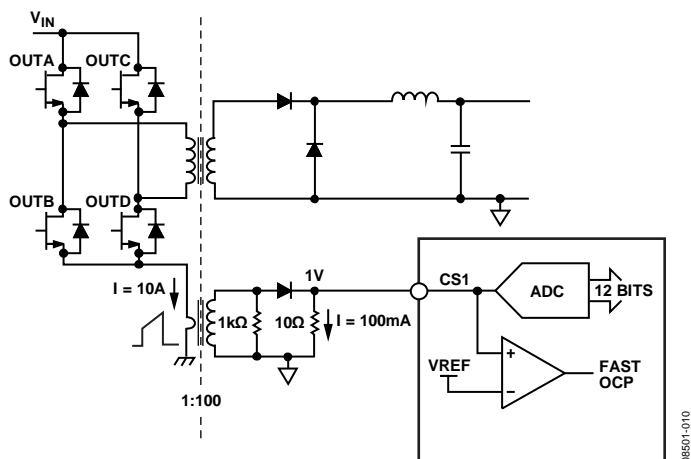 VIN
OUTA
OUTC
OUTB
OUTD
I = 10A
1kΩ
10Ω
1V
I = 100mA
1:100
CS1
ADC
12 BITS
VREF
+
−
FAST
OCP
08501-010